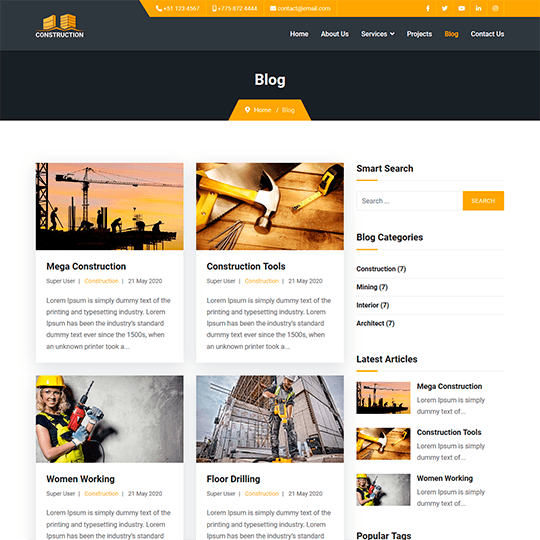 +51 123 4567 +775 872 4444 contact@email.com
CONSTRUCTION
Home About Us Services Projects Blog Contact Us
Blog
Home / Blog
Mega Construction
Super User | Construction | 21 May 2020
Lorem Ipsum is simply dummy text of the
printing and typesetting industry. Lorem
Ipsum has been the industry's standard
dummy text ever since the 1500s, when
an unknown printer took a...
Construction Tools
Super User | Construction | 21 May 2020
Lorem Ipsum is simply dummy text of the
printing and typesetting industry. Lorem
Ipsum has been the industry's standard
dummy text ever since the 1500s, when
an unknown printer took a...
Women Working
Super User | Construction | 21 May 2020
Lorem Ipsum is simply dummy text of the
printing and typesetting industry. Lorem
Ipsum has been the industry's standard
Floor Drilling
Super User | Construction | 21 May 2020
Lorem Ipsum is simply dummy text of the
printing and typesetting industry. Lorem
Ipsum has been the industry's standard
Smart Search
Search ... SEARCH
Blog Categories
Construction (7)
Mining (7)
Interior (7)
Architect (7)
Latest Articles
Mega Construction
Lorem Ipsum is simply
dummy text of...
Construction Tools
Lorem Ipsum is simply
dummy text of...
Women Working
Lorem Ipsum is simply
dummy text of...
Popular Tags